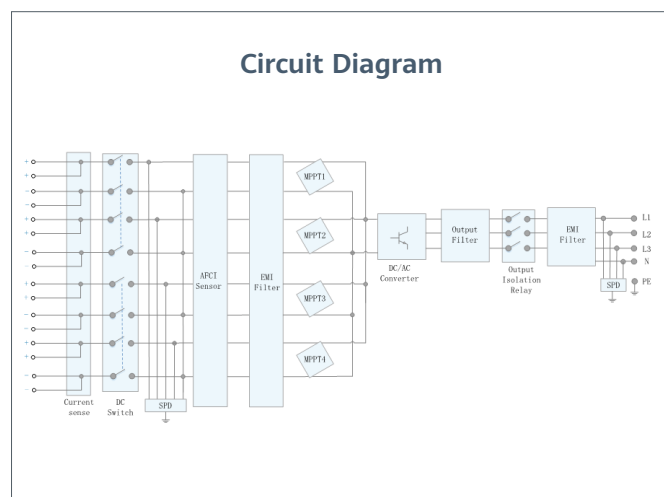 Circuit Diagram
+
+
−
−
+
+
−
−
+
+
−
−
+
+
−
−
Current
sense
DC
Switch
SPD
AFCI
Sensor
EMI
Filter
MPPT1
MPPT2
MPPT3
MPPT4
DC/AC
Converter
Output
Filter
Output
Isolation
Relay
EMI
Filter
SPD
L1
L2
L3
N
PE